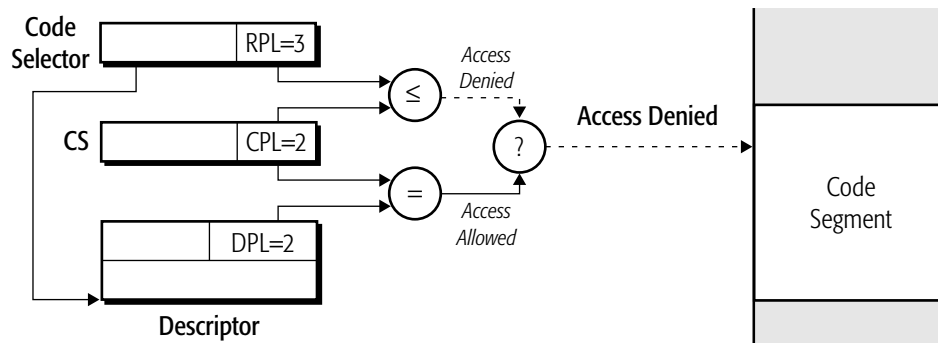 Code
Selector
RPL=3
Access
Denied
≤
CS
CPL=2
?
Access Denied
=
Access
Allowed
DPL=2
Code
Segment
Descriptor